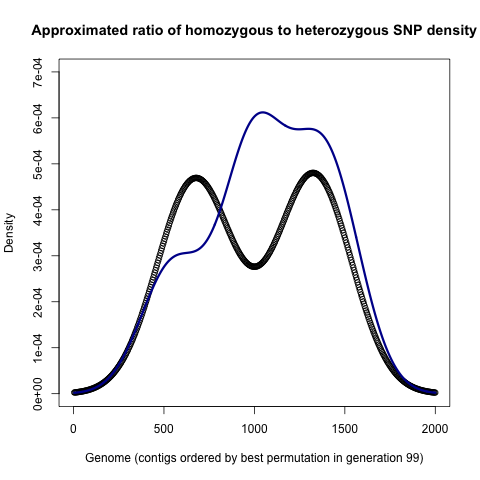 Approximated ratio of homozygous to heterozygous SNP density
7e-04
6e-04
5e-04
4e-04
3e-04
2e-04
1e-04
0e+00
Density
0 500 1000 1500 2000
Genome (contigs ordered by best permutation in generation 99)